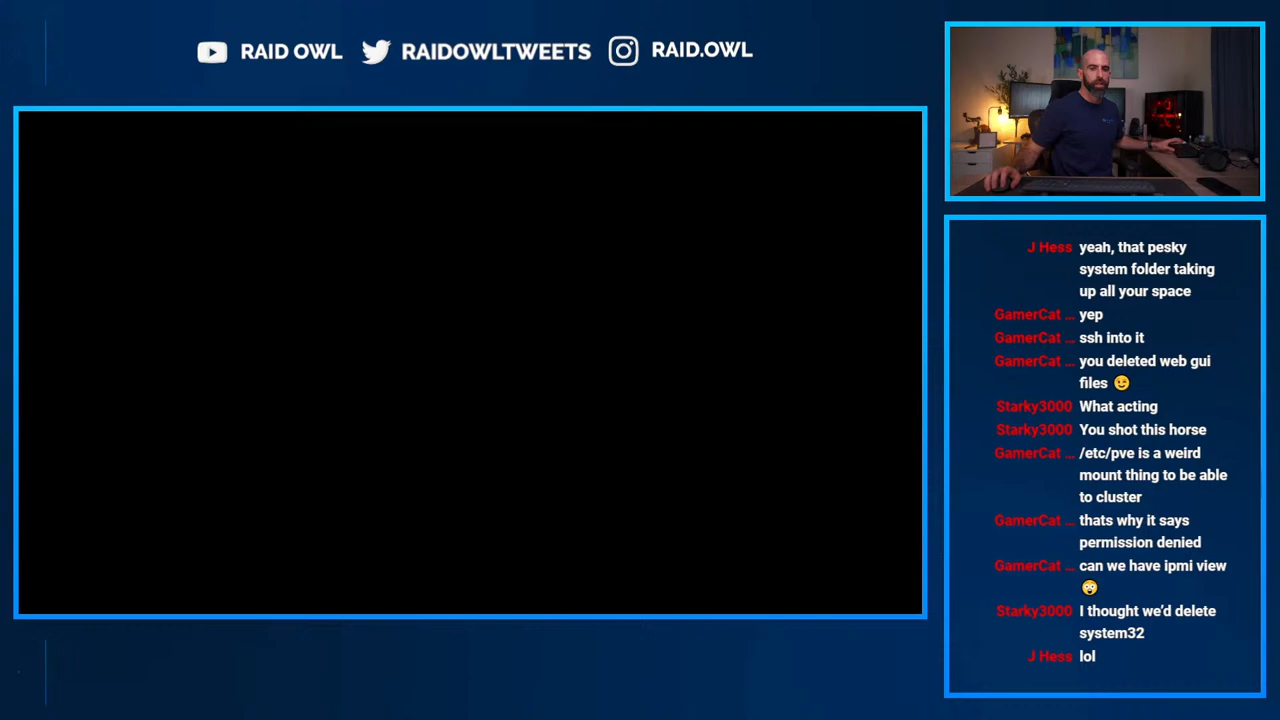 RAID OWL RAIDOWLTWEETS RAID.OWL
J Hess yeah, that pesky
system folder taking
up all your space
GamerCat ... yep
GamerCat ... ssh into it
GamerCat ... you deleted web gui
files 😉
Starky3000 What acting
Starky3000 You shot this horse
GamerCat ... /etc/pve is a weird
mount thing to be able
to cluster
GamerCat ... thats why it says
permission denied
GamerCat ... can we have ipmi view
😲
Starky3000 I thought we'd delete
system32
J Hess lol